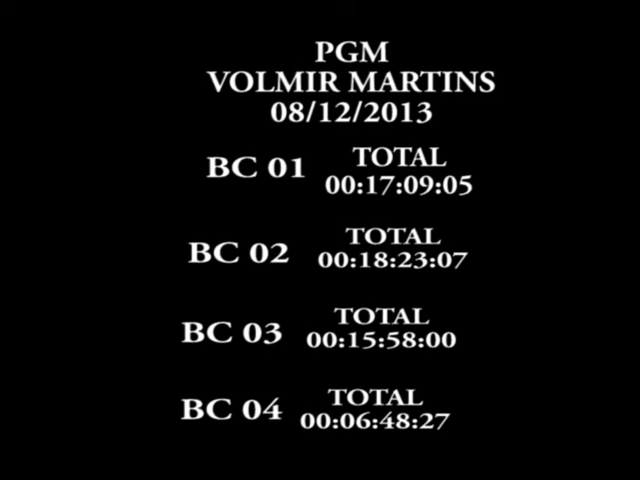 PGM
VOLMIR MARTINS
08/12/2013
BC 01
TOTAL
00:17:09:05
BC 02
TOTAL
00:18:23:07
BC 03
TOTAL
00:15:58:00
BC 04
TOTAL
00:06:48:27